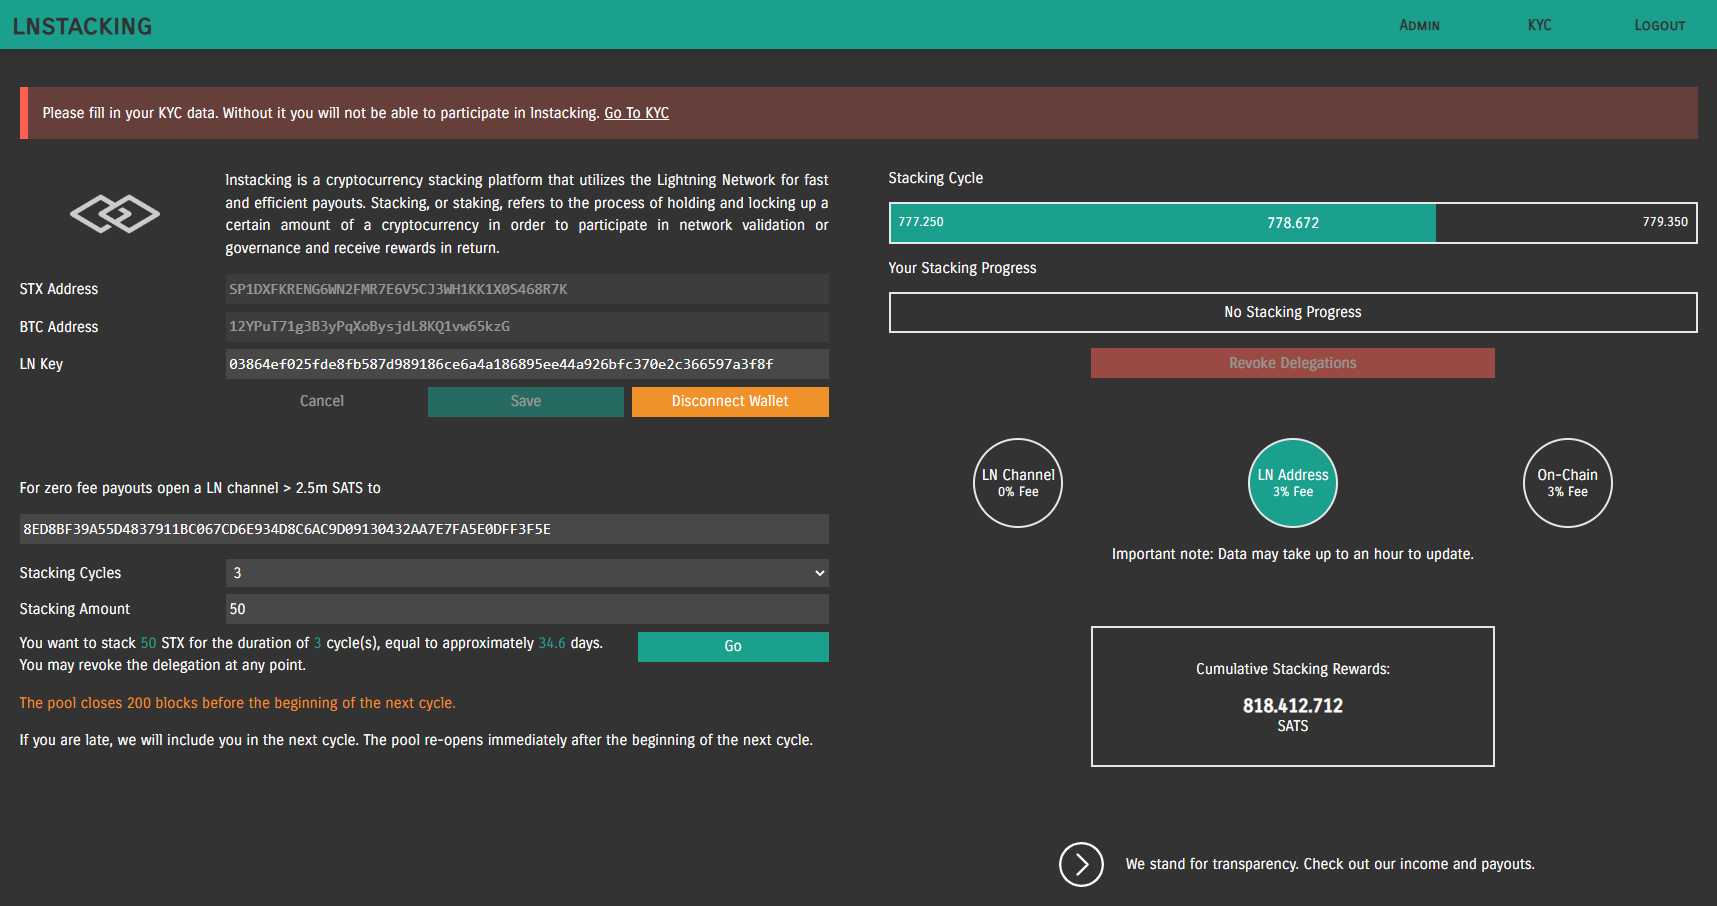 LNSTACKING
Admin
KYC
Logout
Please fill in your KYC data. Without it you will not be able to participate in lnstacking. Go To KYC
lnstacking is a cryptocurrency stacking platform that utilizes the Lightning Network for fast
and efficient payouts. Stacking, or staking, refers to the process of holding and locking up a
certain amount of a cryptocurrency in order to participate in network validation or
governance and receive rewards in return.
STX Address
SP1DXFKRENG6WN2FMR7E6V5CJ3WH1KK1X0S468R7K
BTC Address
12YPuT71g3B3yPqXoBysjdL8KQ1vw65kzG
LN Key
03864ef025fde8fb587d989186ce6a4a186895ee44a926bfc370e2c366597a3f8f
Cancel
Save
Disconnect Wallet
For zero fee payouts open a LN channel > 2.5m SATS to
8ED8BF39A55D4837911BC067CD6E934D8C6AC9D09130432AA7E7FA5E0DFF3F5E
Stacking Cycles
3
Stacking Amount
50
You want to stack 50 STX for the duration of 3 cycle(s), equal to approximately 34.6 days.
You may revoke the delegation at any point.
Go
The pool closes 200 blocks before the beginning of the next cycle.
If you are late, we will include you in the next cycle. The pool re-opens immediately after the beginning of the next cycle.
Stacking Cycle
777.250
778.672
779.350
Your Stacking Progress
No Stacking Progress
Revoke Delegations
LN Channel
0% Fee
LN Address
3% Fee
On-Chain
3% Fee
Important note: Data may take up to an hour to update.
Cumulative Stacking Rewards:
818.412.712
SATS
We stand for transparency. Check out our income and payouts.